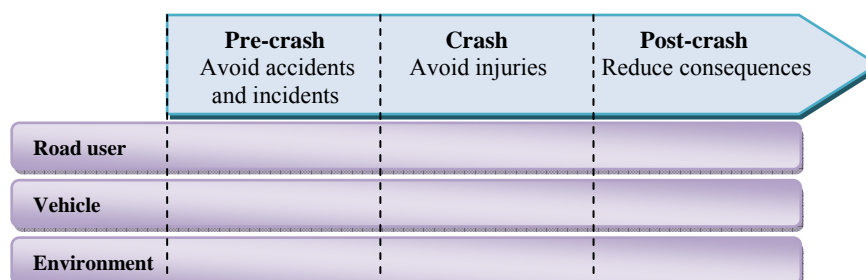 Pre-crash
Avoid accidents
and incidents
Crash
Avoid injuries
Post-crash
Reduce consequences
Road user
Vehicle
Environment